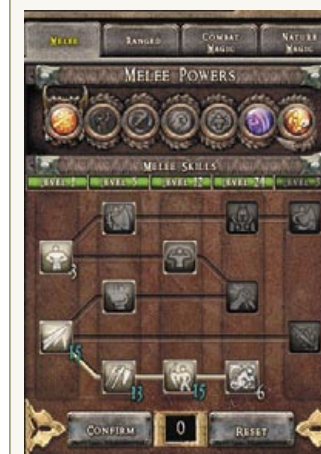 MELEE
RANGED
COMBAT MAGIC
NATURE MAGIC
MELEE POWERS
MELEE SKILLS
LEVEL 1
LEVEL 5
LEVEL 12
LEVEL 24
LEVEL
3
15
13
15
6
CONFIRM
0
RESET